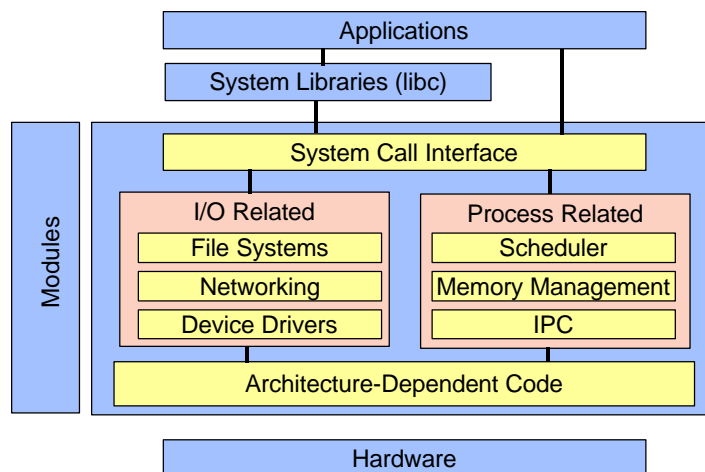 Applications
System Libraries (libc)
Modules
System Call Interface
I/O Related
File Systems
Networking
Device Drivers
Process Related
Scheduler
Memory Management
IPC
Architecture-Dependent Code
Hardware